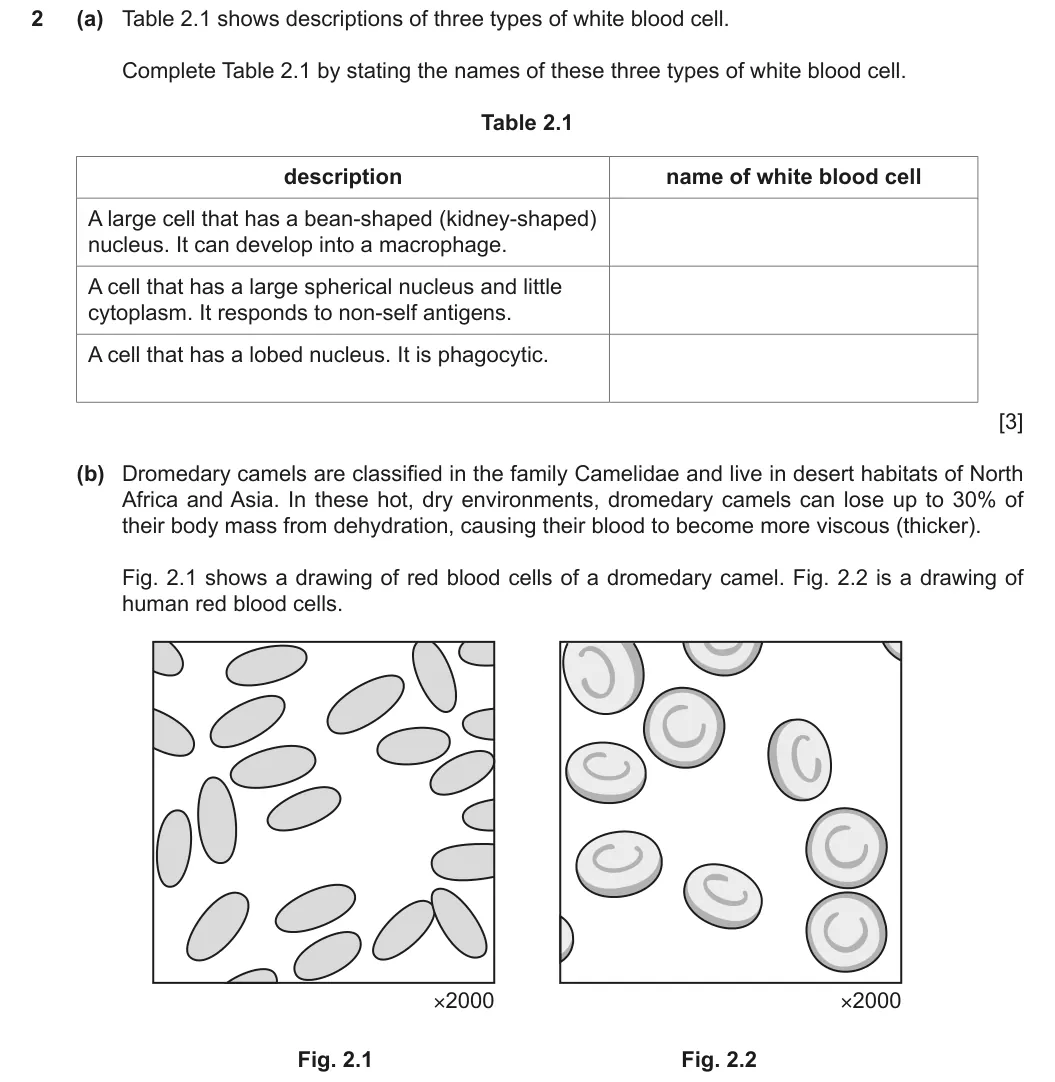 2 (a) Table 2.1 shows descriptions of three types of white blood cell.
Complete Table 2.1 by stating the names of these three types of white blood cell.
Table 2.1
description name of white blood cell
A large cell that has a bean-shaped (kidney-shaped)
nucleus. It can develop into a macrophage.
A cell that has a large spherical nucleus and little
cytoplasm. It responds to non-self antigens.
A cell that has a lobed nucleus. It is phagocytic.
[3]
(b) Dromedary camels are classified in the family Camelidae and live in desert habitats of North
Africa and Asia. In these hot, dry environments, dromedary camels can lose up to 30% of
their body mass from dehydration, causing their blood to become more viscous (thicker).
Fig. 2.1 shows a drawing of red blood cells of a dromedary camel. Fig. 2.2 is a drawing of
human red blood cells.
×2000 ×2000
Fig. 2.1 Fig. 2.2